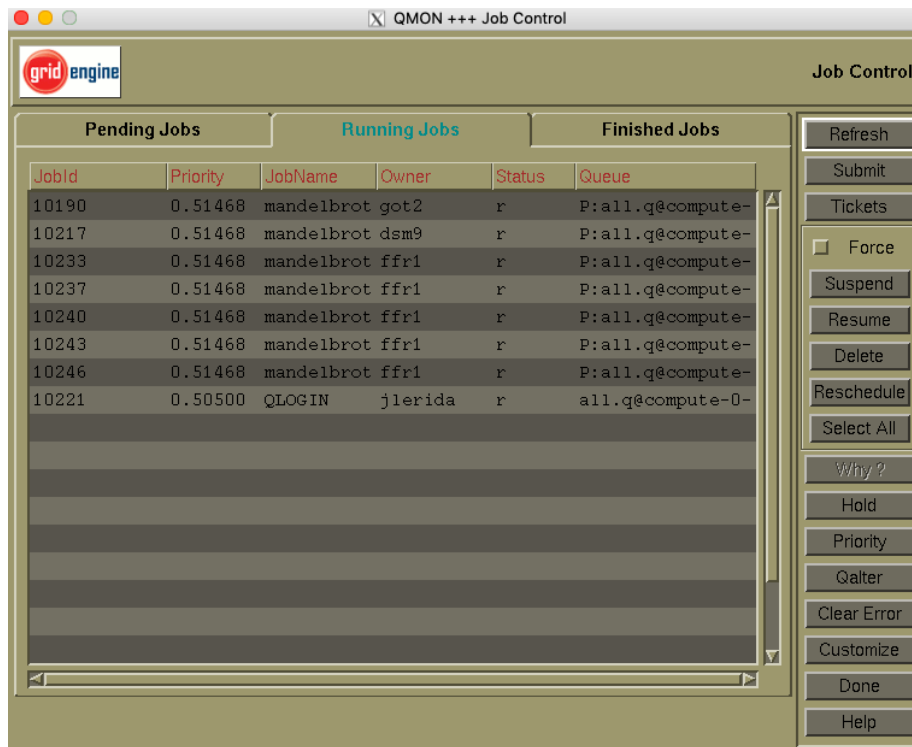 QMON +++ Job Control
grid engine
Job Control
Pending Jobs Running Jobs Finished Jobs
JobId Priority JobName Owner Status Queue
10190 0.51468 mandelbrot got2 r P:all.q@compute-
10217 0.51468 mandelbrot dsm9 r P:all.q@compute-
10233 0.51468 mandelbrot ffr1 r P:all.q@compute-
10237 0.51468 mandelbrot ffr1 r P:all.q@compute-
10240 0.51468 mandelbrot ffr1 r P:all.q@compute-
10243 0.51468 mandelbrot ffr1 r P:all.q@compute-
10246 0.51468 mandelbrot ffr1 r P:all.q@compute-
10221 0.50500 QLOGIN jlerida r all.q@compute-0-
Refresh
Submit
Tickets
Force
Suspend
Resume
Delete
Reschedule
Select All
Why ?
Hold
Priority
Qalter
Clear Error
Customize
Done
Help